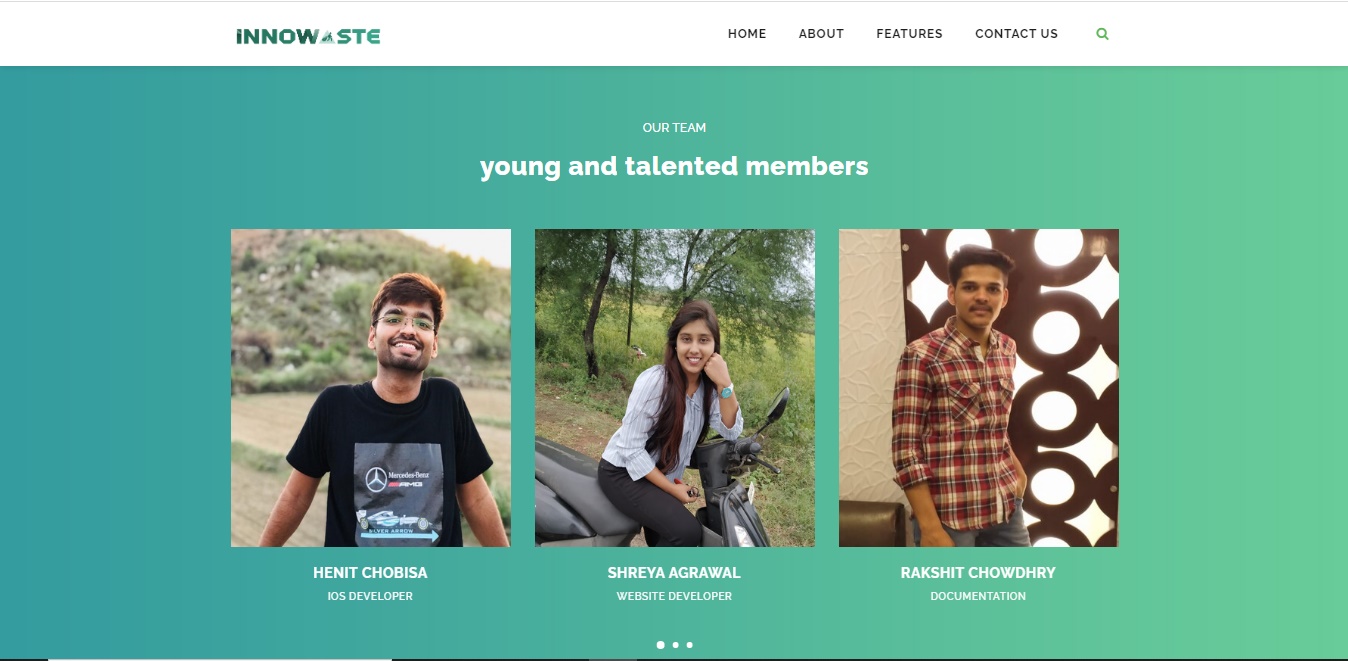 INNOWASTE
HOME ABOUT FEATURES CONTACT US
OUR TEAM
young and talented members
Mercedes-Benz
AMG
SILVER ARROW
HENIT CHOBISA SHREYA AGRAWAL RAKSHIT CHOWDHRY
IOS DEVELOPER WEBSITE DEVELOPER DOCUMENTATION